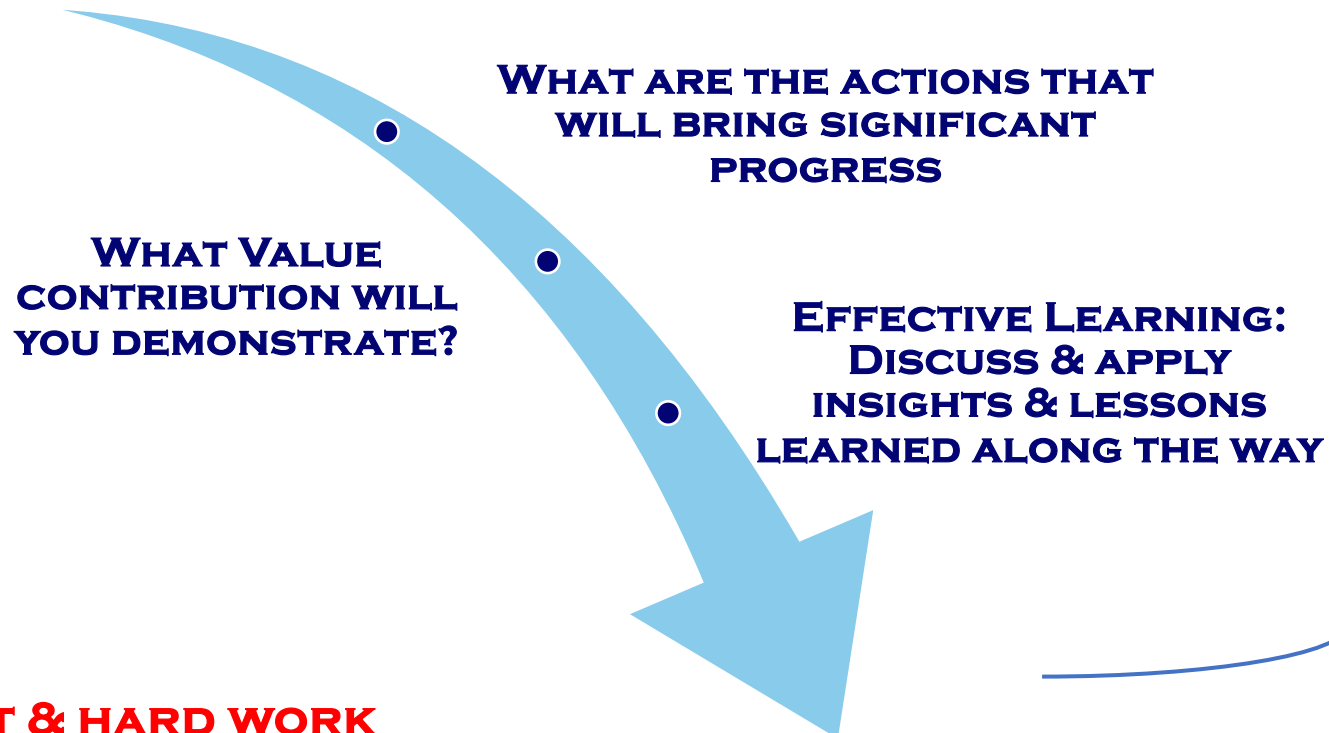 What are the actions that
will bring significant
progress
What Value
contribution will
you demonstrate?
Effective Learning:
Discuss & apply
insights & lessons
learned along the way
& hard work